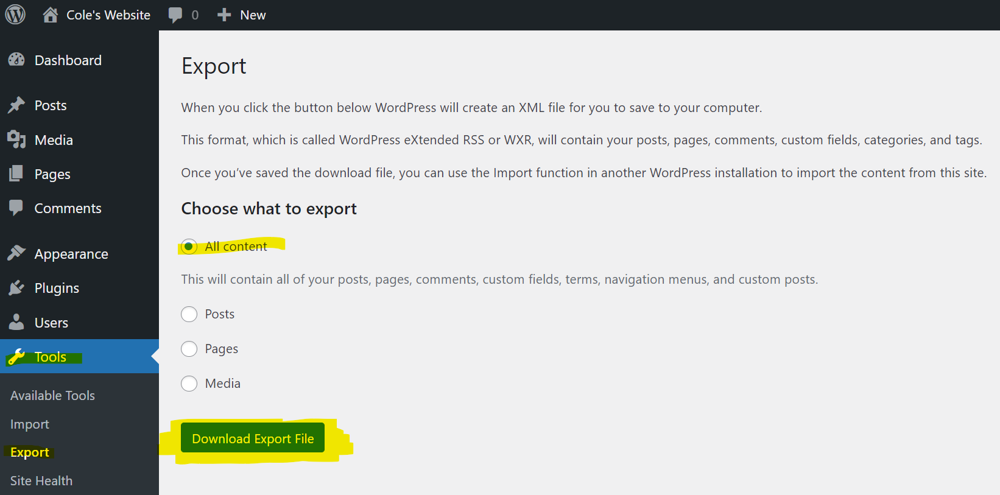 Cole's Website 0 New
Dashboard
Posts
Media
Pages
Comments
Appearance
Plugins
Users
Tools
Available Tools
Import
Export
Site Health
Export
When you click the button below WordPress will create an XML file for you to save to your computer.
This format, which is called WordPress eXtended RSS or WXR, will contain your posts, pages, comments, custom fields, categories, and tags.
Once you’ve saved the download file, you can use the Import function in another WordPress installation to import the content from this site.
Choose what to export
All content
This will contain all of your posts, pages, comments, custom fields, terms, navigation menus, and custom posts.
Posts
Pages
Media
Download Export File